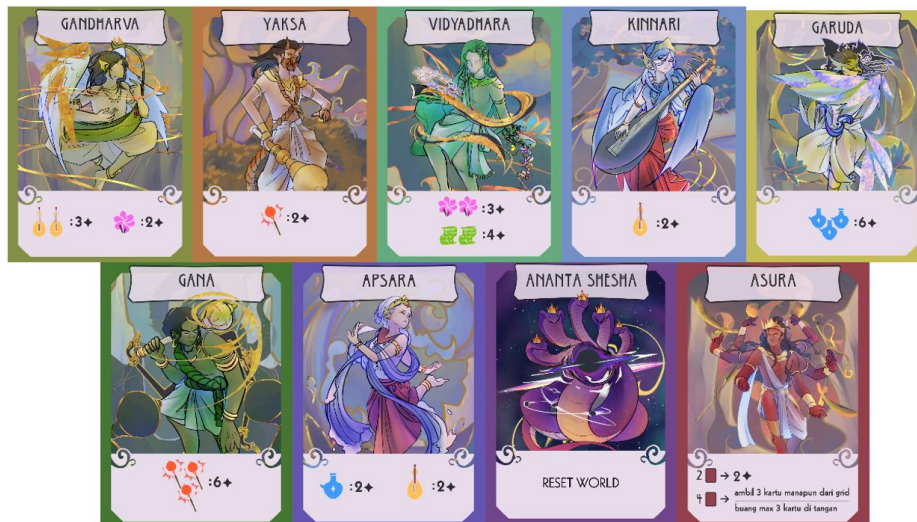 GANDHARVA
:3✦ :2✦
YAKSA
:2✦
VIDYADHARA
:3✦
:4✦
KINNARI
:2✦
GARUDA
:6✦
GANA
:6✦
APSARA
:2✦ :2✦
ANANTA SHESHA
RESET WORLD
ASURA
2 → 2✦
4 → ambil 3 kartu manapun dari grid
buang max 3 kartu di tangan